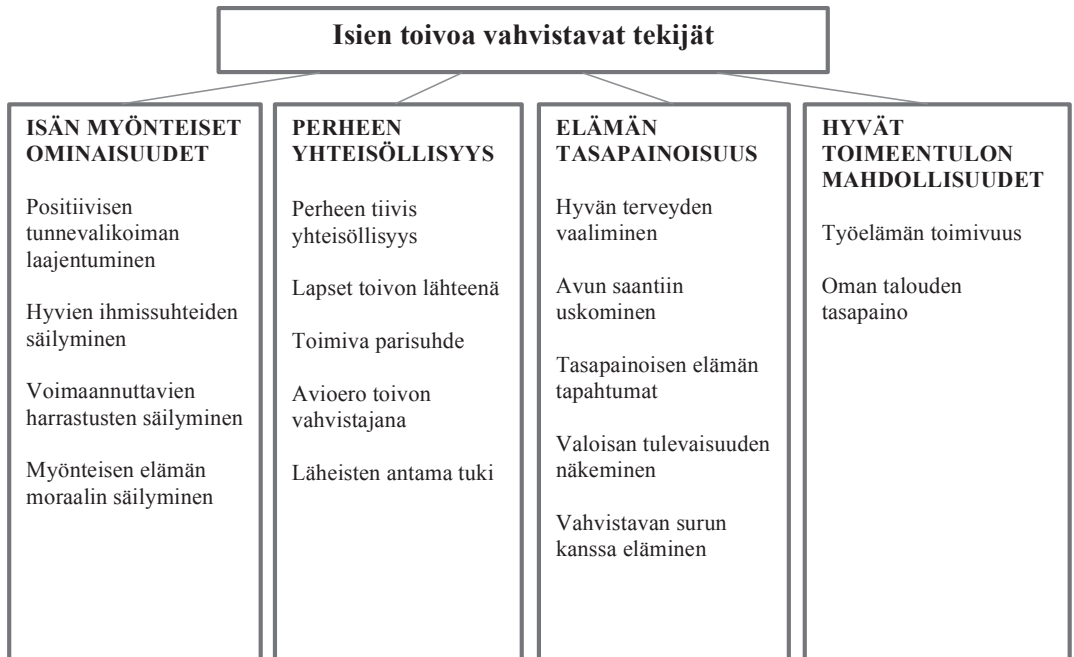 Isien toivoa vahvistavat tekijät
ISÄN MYÖNTEISET
OMINAISUUDET
Positiivisen
tunnevalikoiman
laajentuminen
Hyvien ihmissuhteiden
säilyminen
Voimaannuttavien
harrastusten säilyminen
Myönteisen elämän
moraalin säilyminen
PERHEEN
YHTEISÖLLISYYS
Perheen tiivis
yhteisöllisyys
Lapset toivon lähteenä
Toimiva parisuhde
Avioero toivon
vahvistajana
Läheisten antama tuki
ELÄMÄN
TASAPAINOISUUS
Hyvän terveyden
vaaliminen
Avun saantiin
uskominen
Tasapainoisen elämän
tapahtumat
Valoisan tulevaisuuden
näkeminen
Vahvistavan surun
kanssa eläminen
HYVÄT
TOIMEENTULON
MAHDOLLISUUDET
Työelämän toimivuus
Oman talouden
tasapaino